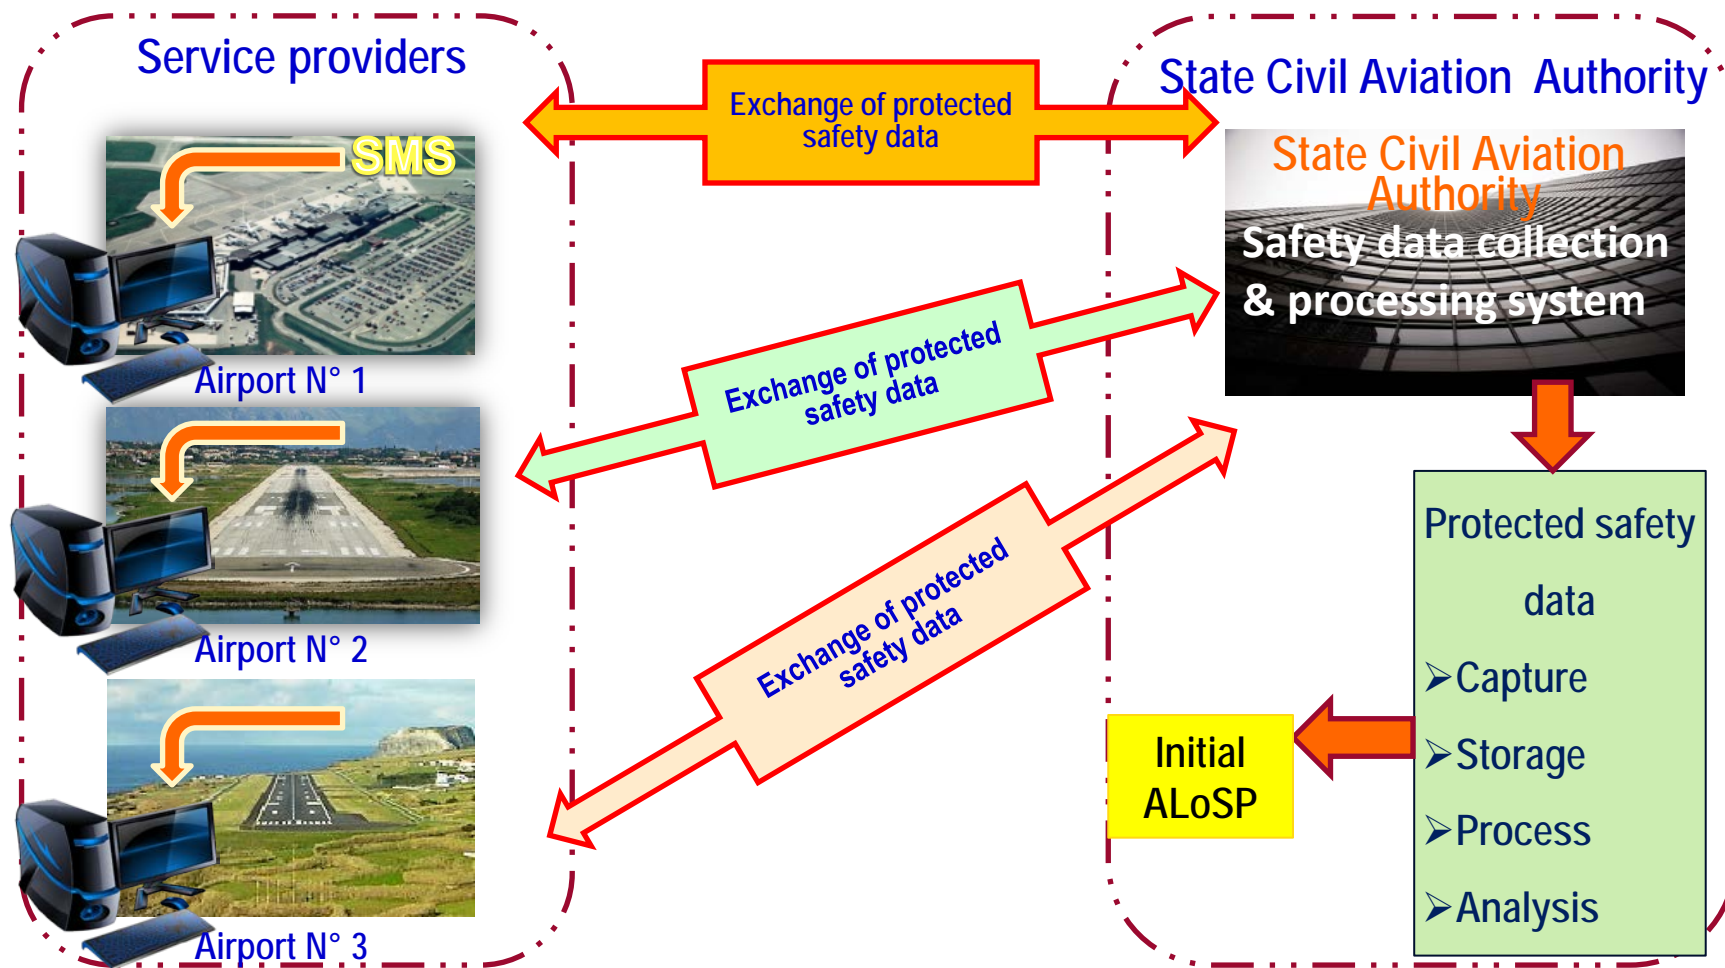 Service providers
SMS
Airport N° 1
Airport N° 2
Airport N° 3
Exchange of protected
safety data
Exchange of protected
safety data
Exchange of protected
safety data
State Civil Aviation Authority
State Civil Aviation
Authority
Safety data collection
& processing system
Protected safety
data
➢Capture
➢Storage
➢Process
➢Analysis
Initial
ALoSP